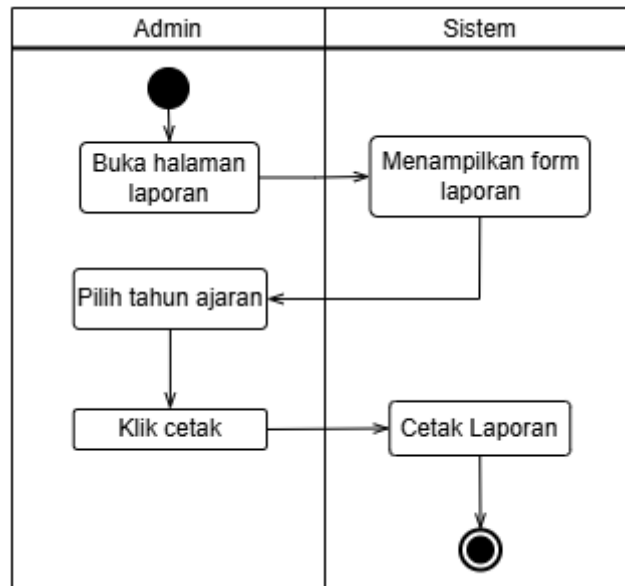 Admin
Sistem
Buka halaman
laporan
Menampilkan form
laporan
Pilih tahun ajaran
Klik cetak
Cetak Laporan